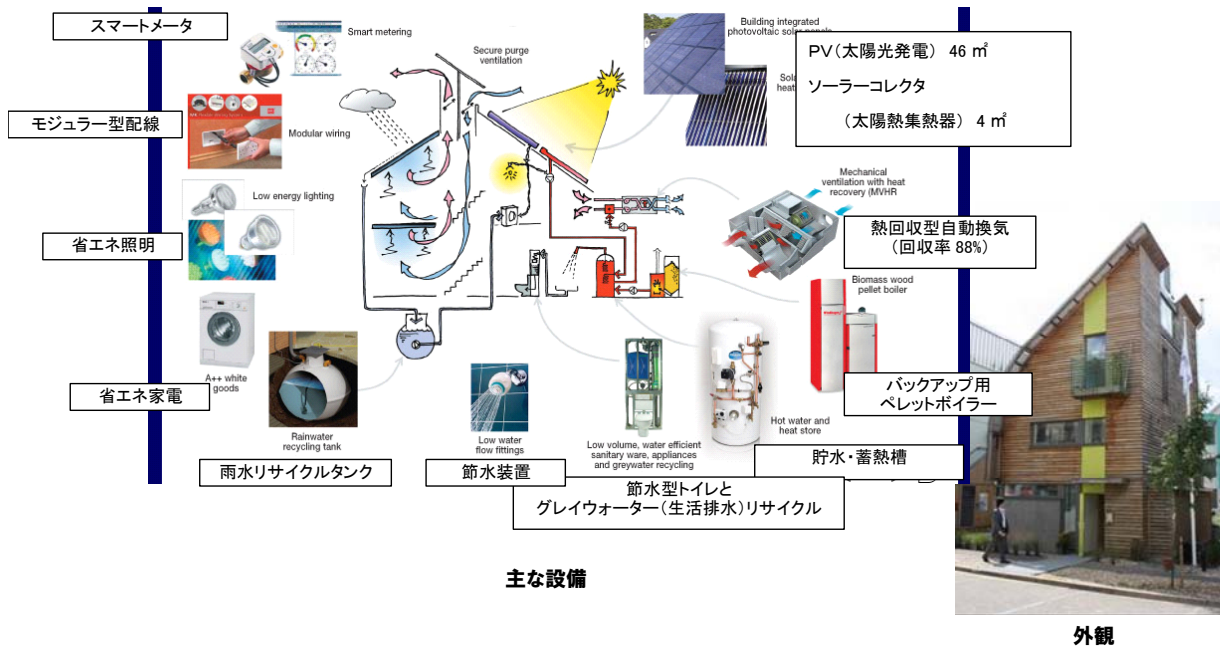 スマートメータ
Smart metering
Secure purge
ventilation
Building integrated
photovoltaic solar panels
PV(太陽光発電) 46 ㎡
ソーラーコレクタ
(太陽熱集熱器) 4 ㎡
モジュラー型配線
Modular wiring
Mechanical
ventilation with heat
recovery (MVHR
熱回収型自動換気
(回収率 88%)
Low energy lighting
省エネ照明
Biomass wood
pellet boiler
バックアップ用
ペレットボイラー
A++ white
goods
省エネ家電
Rainwater
recycling tank
雨水リサイクルタンク
Low water
flow fittings
節水装置
Low volume, water efficient
sanitary ware, appliances
and greywater recycling
節水型トイレと
グレイウォーター(生活排水)リサイクル
Hot water and
heat store
貯水・蓄熱槽
主な設備
外観